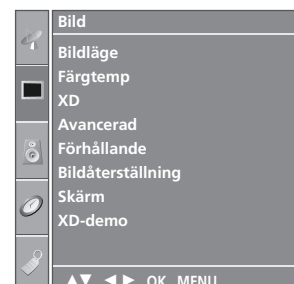 Bild
Bildläge
Färgtemp
XD
Avancerad
Förhållande
Bildåterställning
Skärm
XD-demo
▲▼ ◄► OK MENU